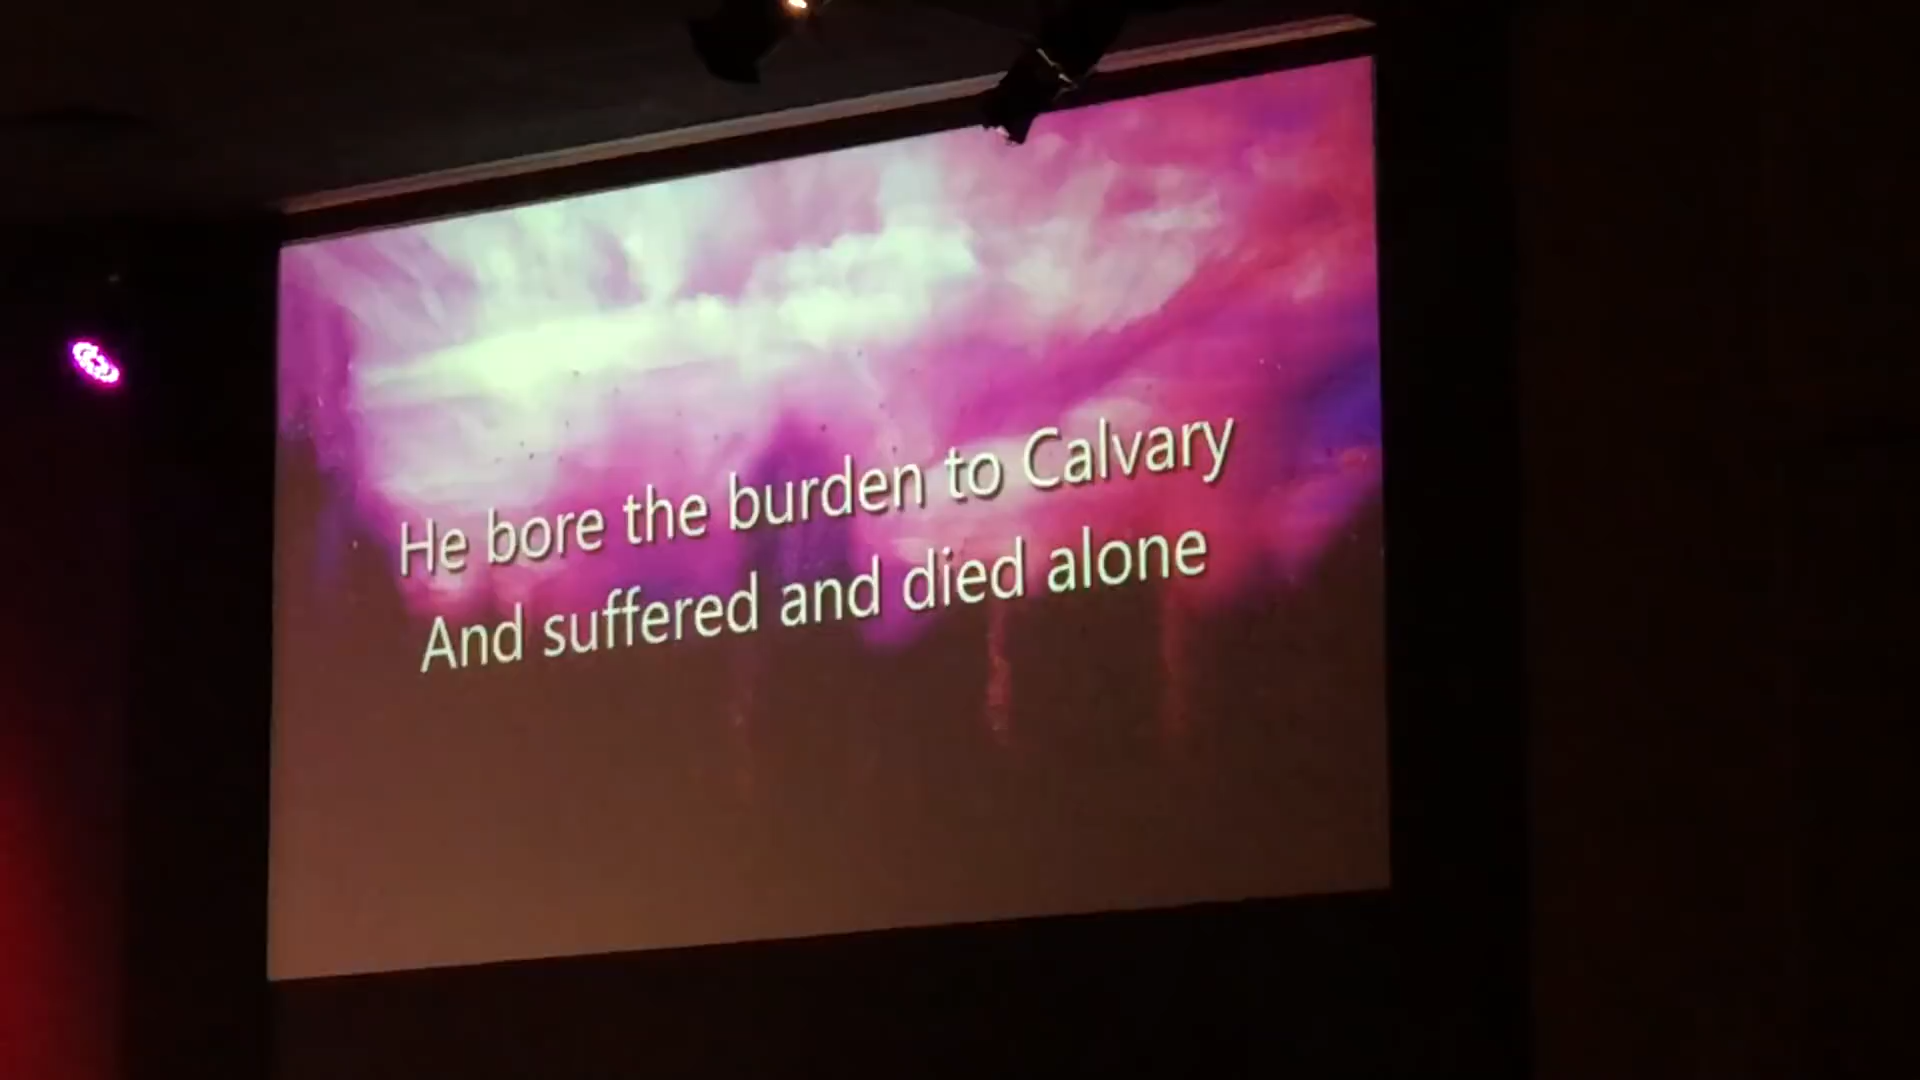 He bore the burden to Calvary
And suffered and died alone